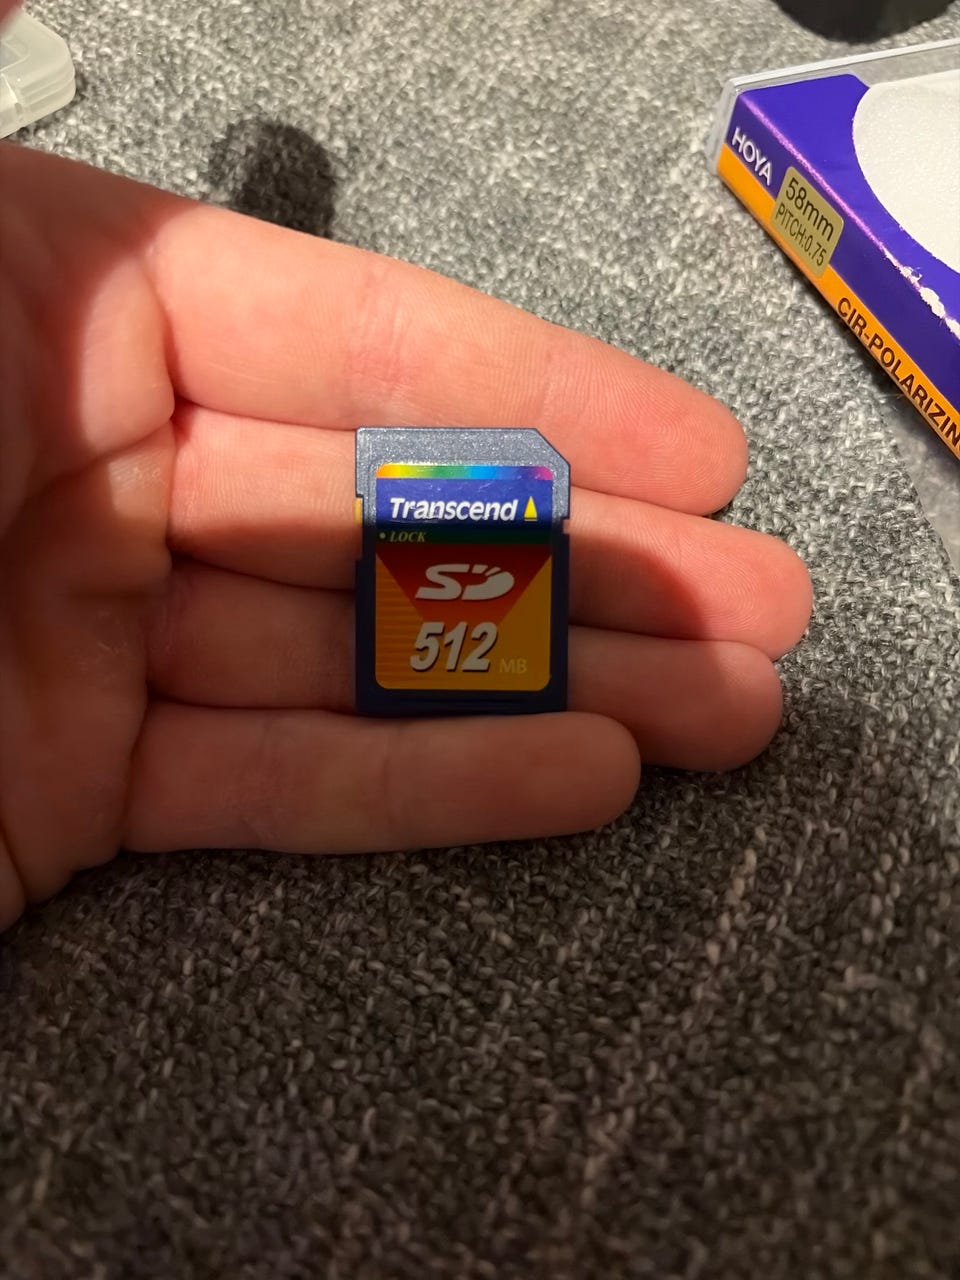 HOYA
58mm
PITCH:0.75
CIR-POLARIZIN
Transcend
• LOCK
SD
512 MB